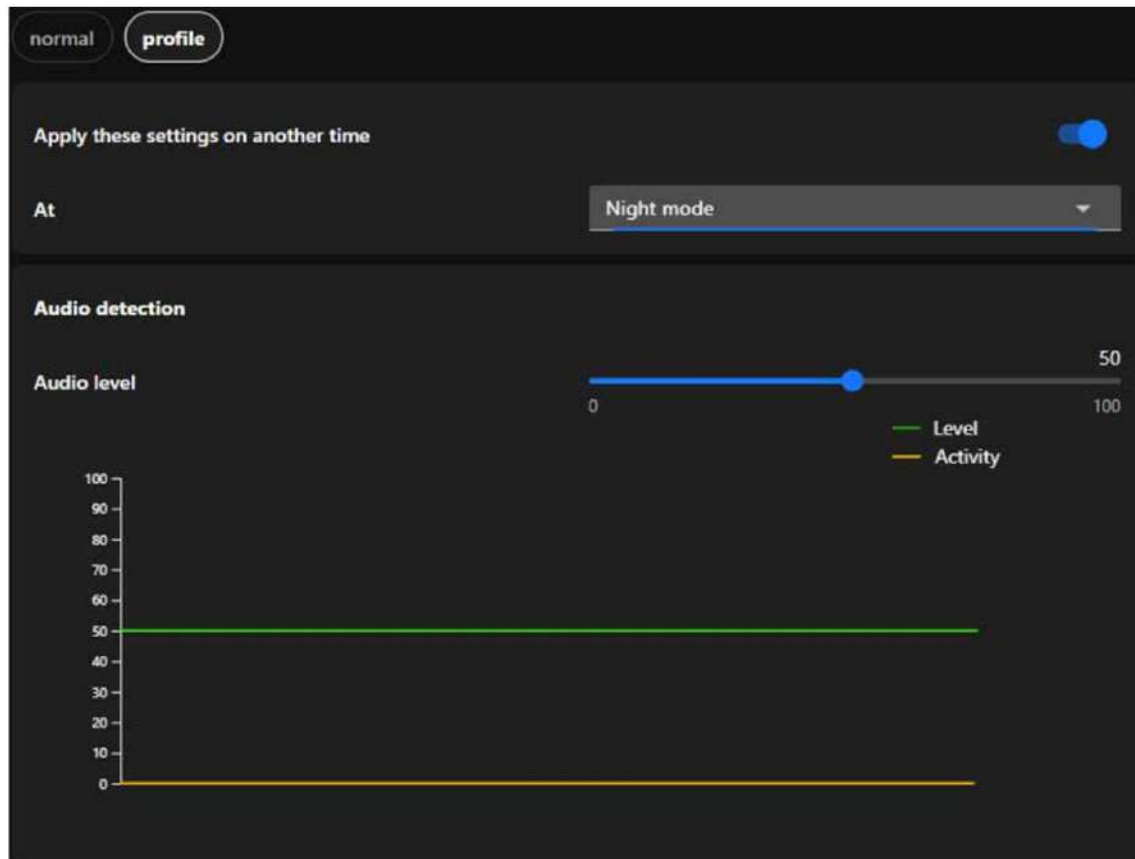 normal profile
Apply these settings on another time
At Night mode
Audio detection
50
Audio level
0 100
Level
Activity
100
90
80
70
60
50
40
30
20
10
0